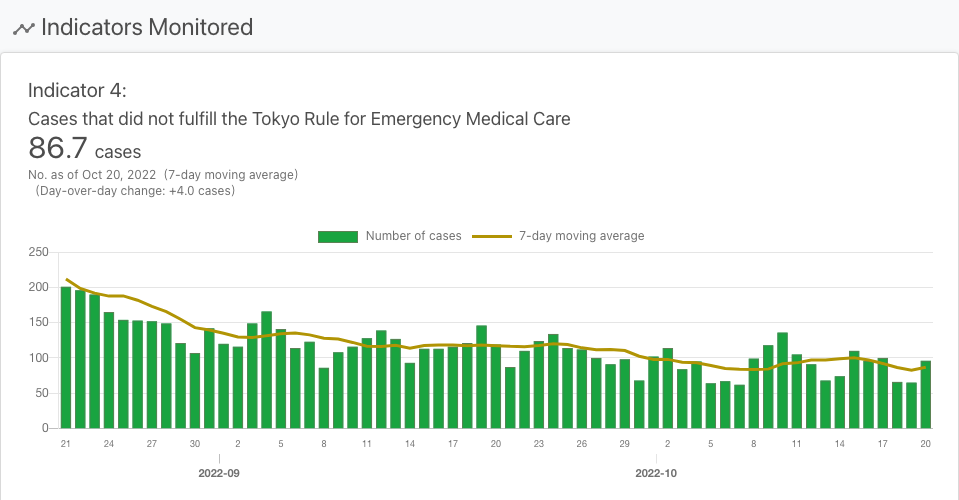 Indicators Monitored
Indicator 4:
Cases that did not fulfill the Tokyo Rule for Emergency Medical Care
86.7 cases
No. as of Oct 20, 2022 (7-day moving average)
(Day-over-day change: +4.0 cases)
Number of cases 7-day moving average
250
200
150
100
50
0
21 24 27 30 2 5 8 11 14 17 20 23 26 29 2 5 8 11 14 17 20
2022-09 2022-10